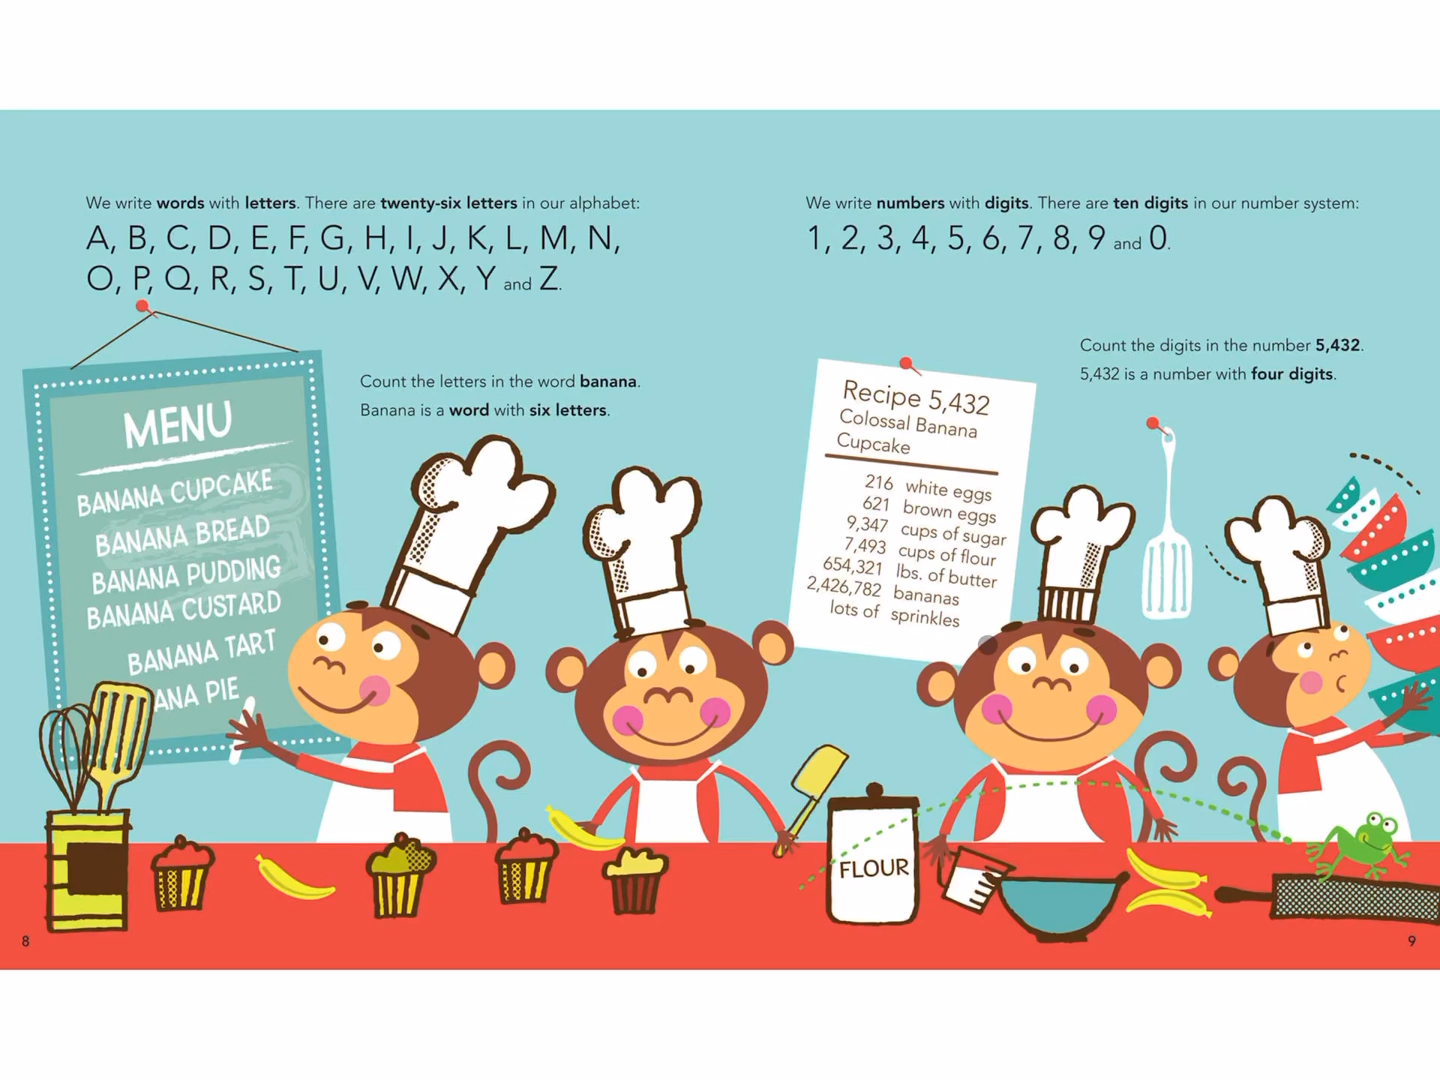 We write words with letters. There are twenty-six letters in our alphabet:
A, B, C, D, E, F, G, H, I, J, K, L, M, N,
O, P, Q, R, S, T, U, V, W, X, Y and Z.
Count the letters in the word banana.
Banana is a word with six letters.
MENU
BANANA CUPCAKE
BANANA BREAD
BANANA PUDDING
BANANA CUSTARD
BANANA TART
ANA PIE
8
We write numbers with digits. There are ten digits in our number system:
1, 2, 3, 4, 5, 6, 7, 8, 9 and 0.
Count the digits in the number 5,432.
5,432 is a number with four digits.
Recipe 5,432
Colossal Banana
Cupcake
216 white eggs
621 brown eggs
9,347 cups of sugar
7,493 cups of flour
654,321 lbs. of butter
2,426,782 bananas
lots of sprinkles
FLOUR
9